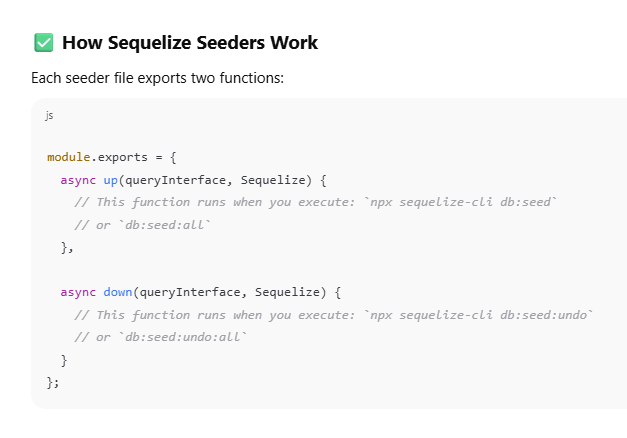 ✅ How Sequelize Seeders Work
Each seeder file exports two functions:
js
module.exports = {
  async up(queryInterface, Sequelize) {
    // This function runs when you execute: `npx sequelize-cli db:seed`
    // or `db:seed:all`
  },
  async down(queryInterface, Sequelize) {
    // This function runs when you execute: `npx sequelize-cli db:seed:undo`
    // or `db:seed:undo:all`
  }
};